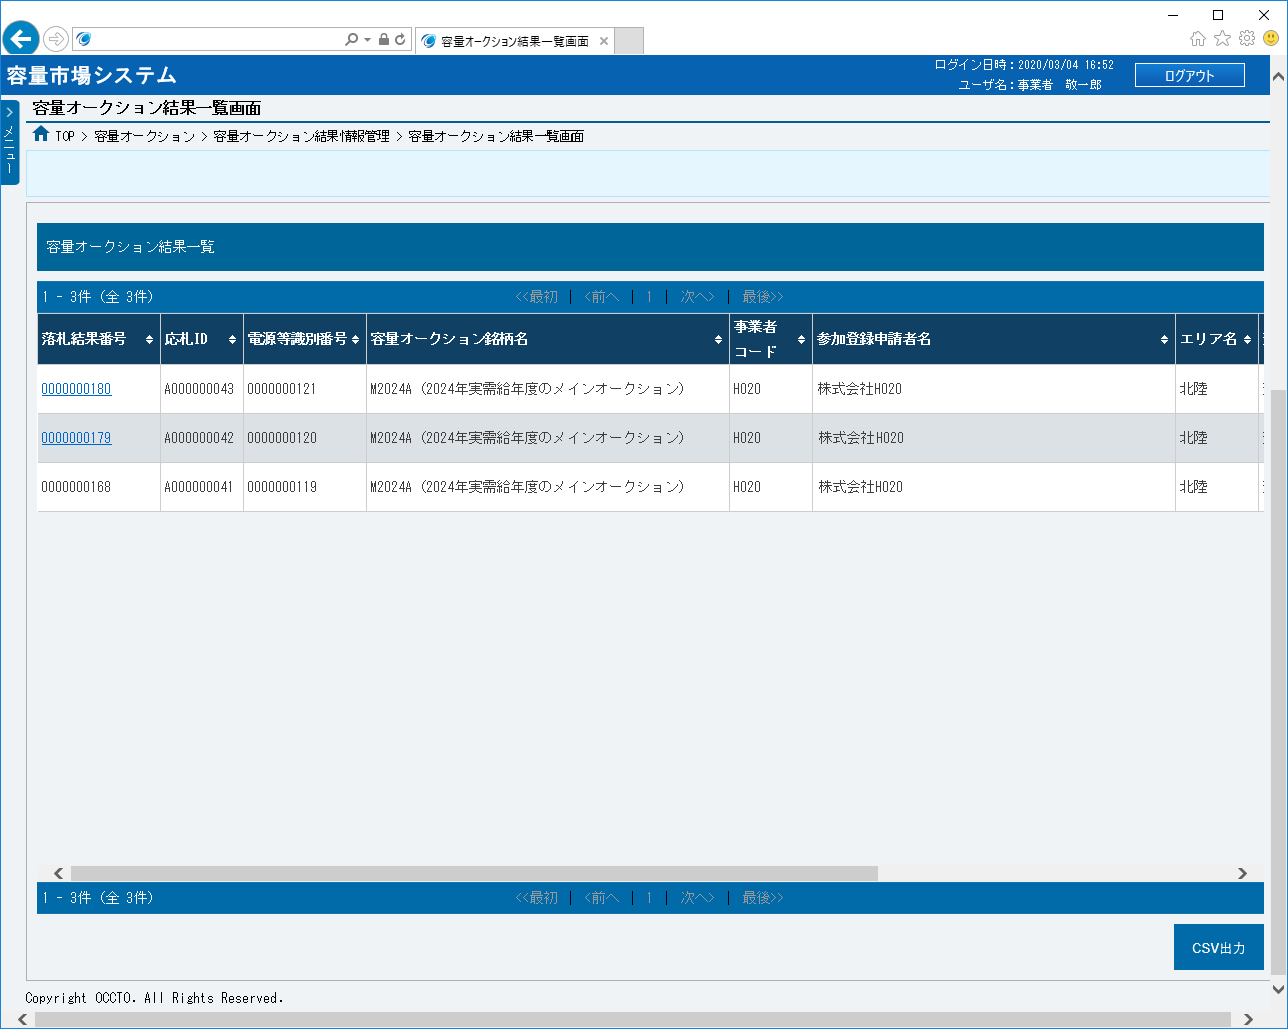 容量オークション結果一覧画面 ×
容量市場システム
ログイン日時：2020/03/04 16:52
ユーザ名：事業者　敬一郎
ログアウト
> メニュー
容量オークション結果一覧画面
TOP > 容量オークション > 容量オークション結果情報管理 > 容量オークション結果一覧画面
容量オークション結果一覧
1 - 3件（全 3件） <<最初 | <前へ | 1 | 次へ> | 最後>>
落札結果番号 応札ID 電源等識別番号 容量オークション銘柄名 事業者コード 参加登録申請者名 エリア名
0000000180 A000000043 0000000121 M2024A（2024年実需給年度のメインオークション） H020 株式会社H020 北陸
0000000179 A000000042 0000000120 M2024A（2024年実需給年度のメインオークション） H020 株式会社H020 北陸
0000000168 A000000041 0000000119 M2024A（2024年実需給年度のメインオークション） H020 株式会社H020 北陸
1 - 3件（全 3件） <<最初 | <前へ | 1 | 次へ> | 最後>>
CSV出力
Copyright OCCTO. All Rights Reserved.